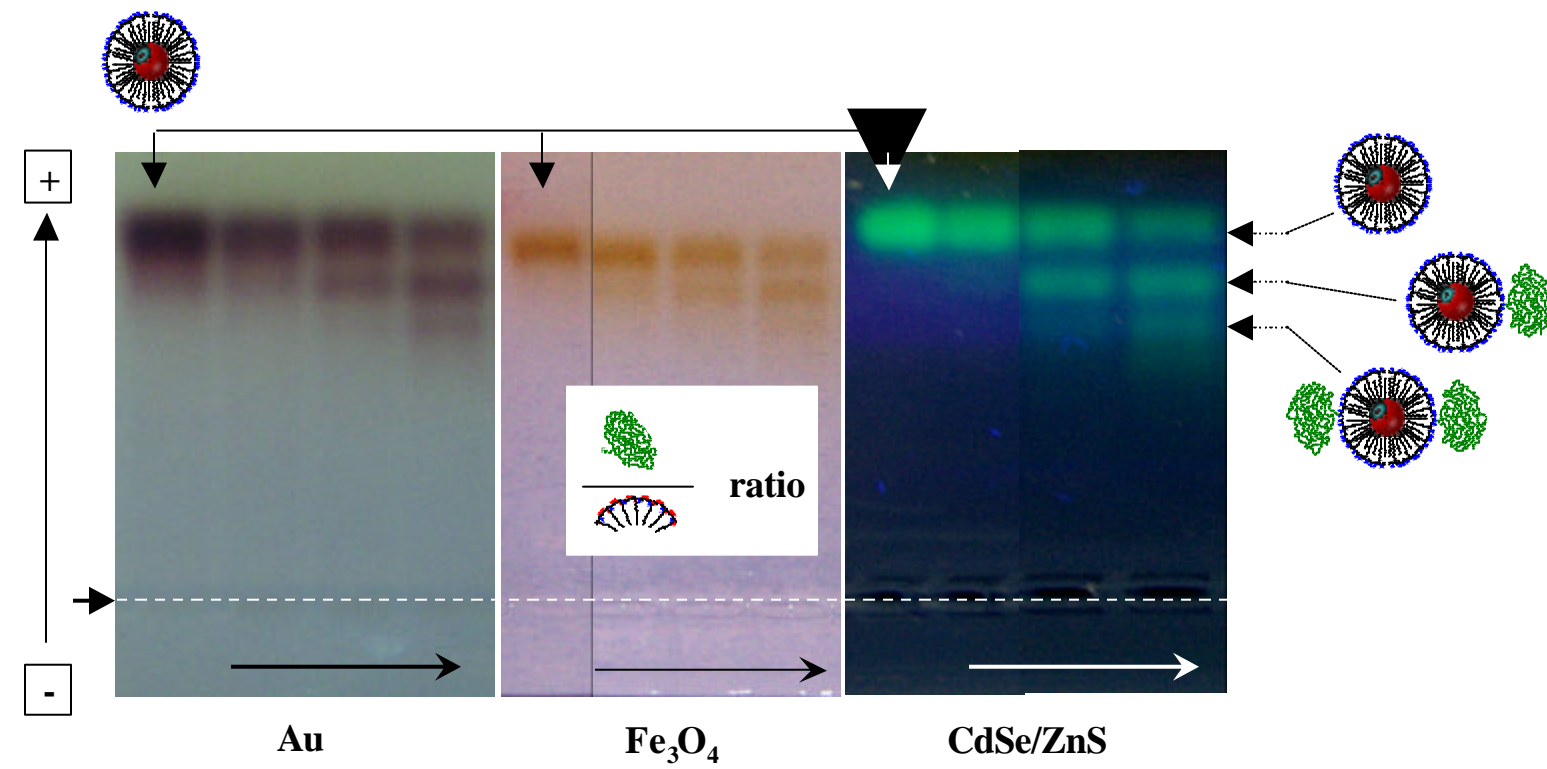 +
ratio
-
Au
Fe₃O₄
CdSe/ZnS